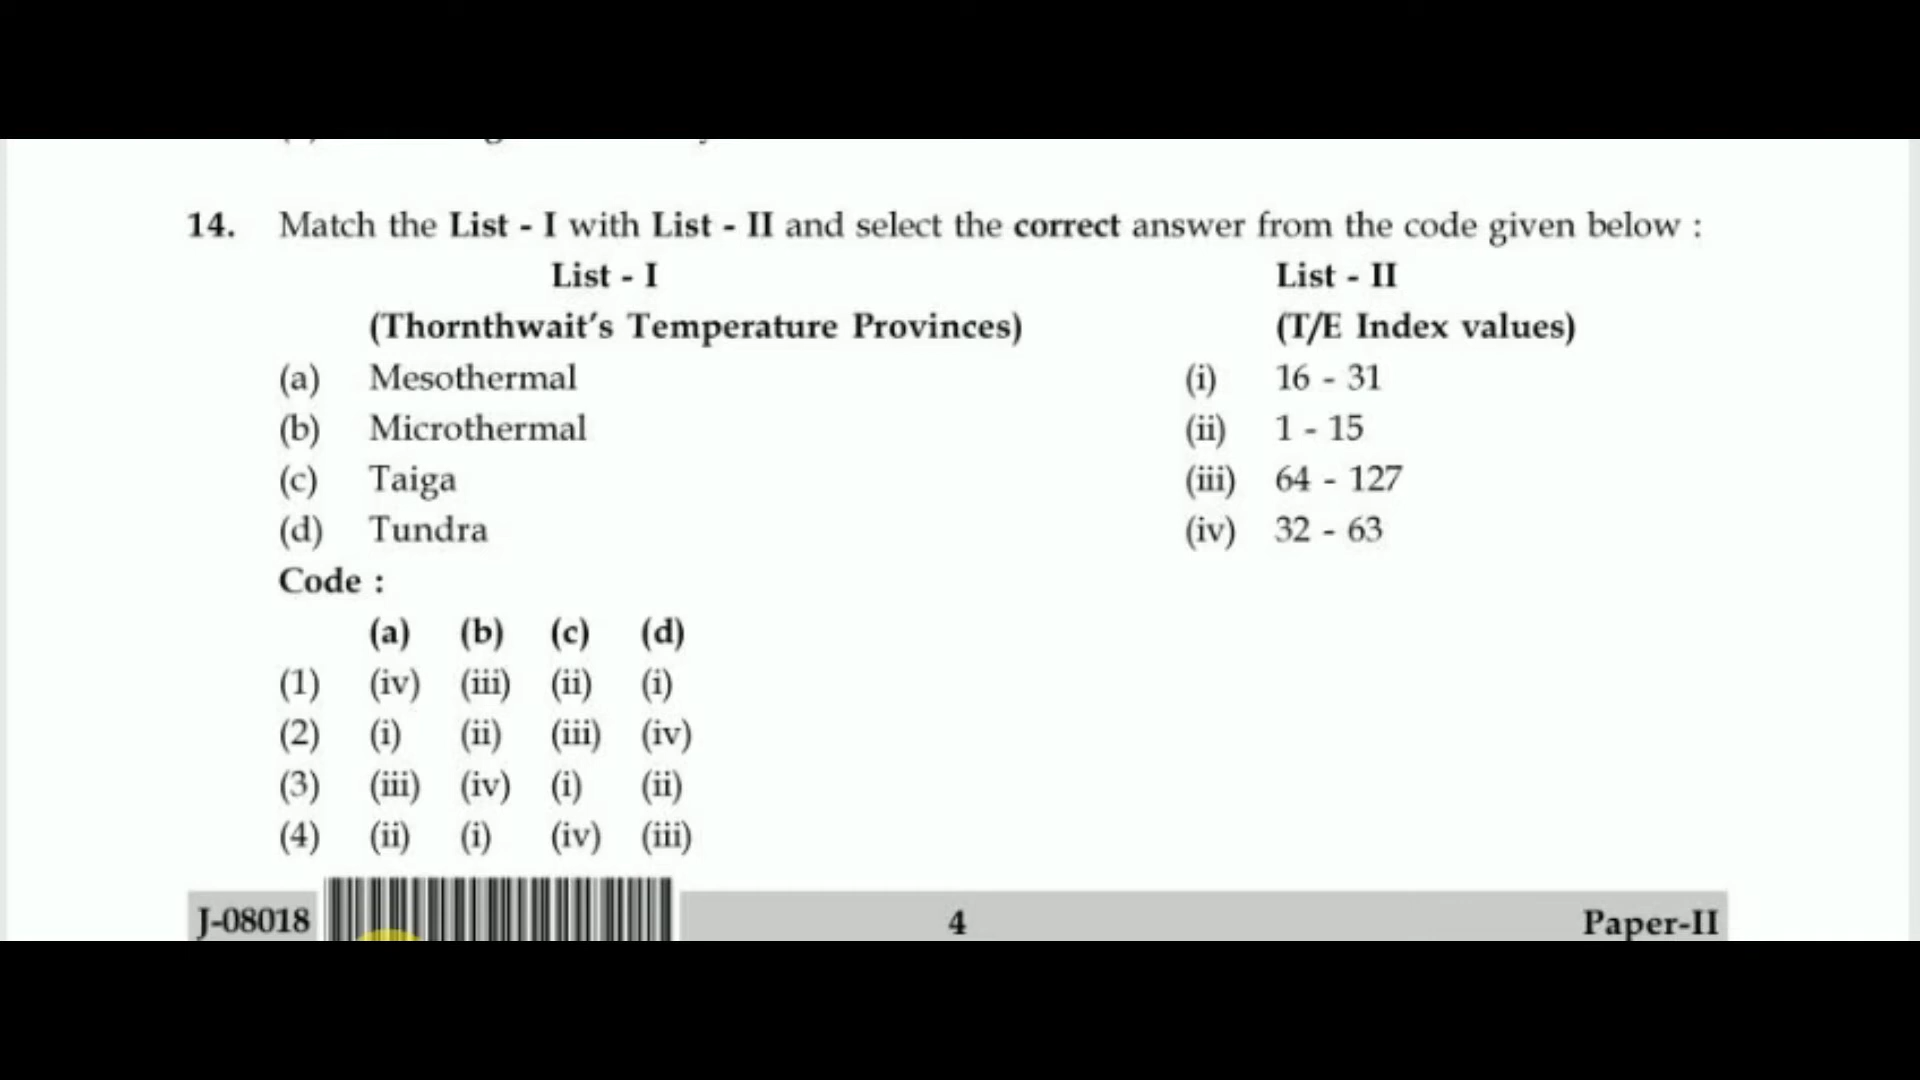 14. Match the List - I with List - II and select the correct answer from the code given below :
List - I List - II
(Thornthwait's Temperature Provinces) (T/E Index values)
(a) Mesothermal (i) 16 - 31
(b) Microthermal (ii) 1 - 15
(c) Taiga (iii) 64 - 127
(d) Tundra (iv) 32 - 63
Code :
(a) (b) (c) (d)
(1) (iv) (iii) (ii) (i)
(2) (i) (ii) (iii) (iv)
(3) (iii) (iv) (i) (ii)
(4) (ii) (i) (iv) (iii)
J-08018 4 Paper-II